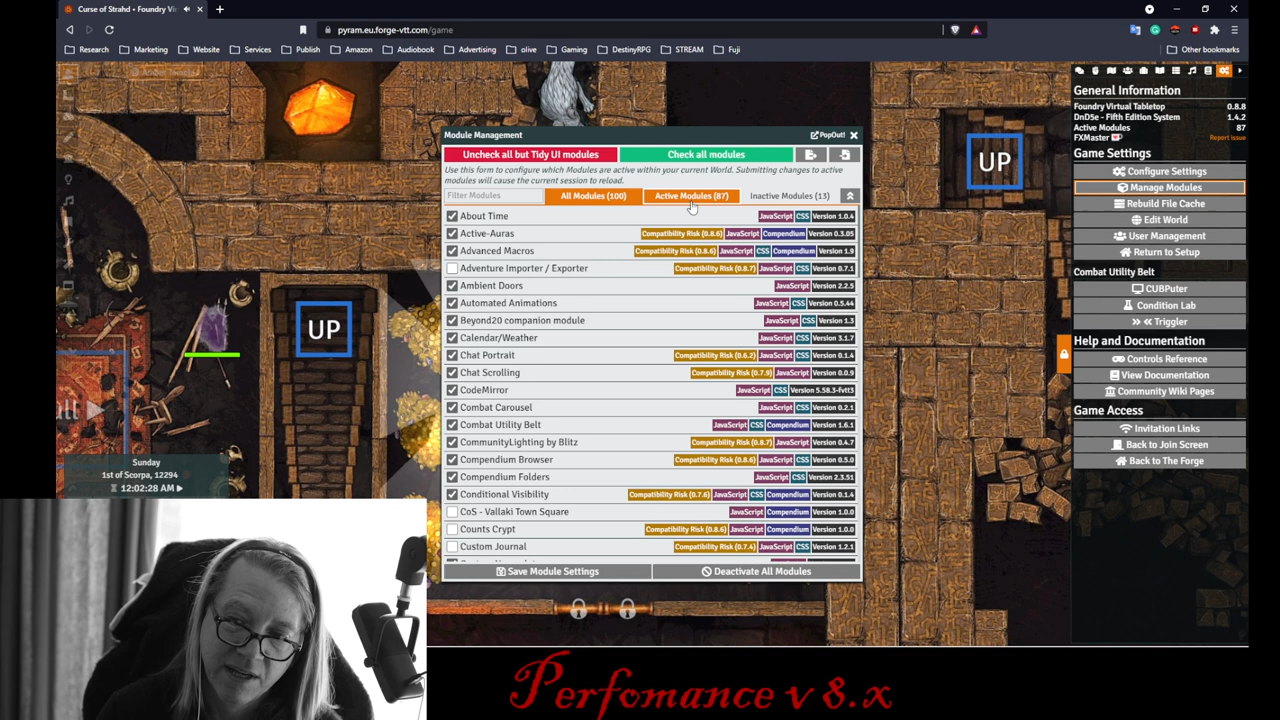 Curse of Strahd • Foundry Vir
pyram.eu.forge-vtt.com/game
Research Marketing Website Services Publish Amazon Audiobook Advertising olive Gaming DestinyRPG STREAM Fuji Other bookmarks
General Information
Foundry Virtual Tabletop 0.8.8
DnD5e - Fifth Edition System 1.4.2
Active Modules 87
FXMaster Report issue
Game Settings
Configure Settings
Manage Modules
Rebuild File Cache
Edit World
User Management
Return to Setup
Combat Utility Belt
CUBPuter
Condition Lab
Triggler
Help and Documentation
Controls Reference
View Documentation
Community Wiki Pages
Game Access
Invitation Links
Back to Join Screen
Back to The Forge
Module Management PopOut!
Uncheck all but Tidy UI modules Check all modules
Use this form to configure which Modules are active within your current World. Submitting changes to active
modules will cause the current session to reload.
Filter Modules All Modules (100) Active Modules (87) Inactive Modules (13)
About Time JavaScript CSS Version 1.0.4
Active-Auras Compatibility Risk (0.8.6) JavaScript Compendium Version 0.3.05
Advanced Macros Compatibility Risk (0.8.6) JavaScript CSS Compendium Version 1.9
Adventure Importer / Exporter Compatibility Risk (0.8.7) JavaScript CSS Version 0.7.1
Ambient Doors JavaScript Version 2.2.5
Automated Animations JavaScript CSS Version 0.5.44
Beyond20 companion module JavaScript CSS Version 1.3
Calendar/Weather JavaScript CSS Version 3.1.7
Chat Portrait Compatibility Risk (0.6.2) JavaScript CSS Version 0.1.4
Chat Scrolling Compatibility Risk (0.7.9) JavaScript Version 0.0.9
CodeMirror JavaScript CSS Version 5.58.3-fvtt3
Combat Carousel JavaScript CSS Version 0.2.1
Combat Utility Belt JavaScript CSS Compendium Version 1.6.1
CommunityLighting by Blitz Compatibility Risk (0.8.7) JavaScript CSS Version 0.4.7
Compendium Browser Compatibility Risk (0.8.6) JavaScript CSS Version 0.5.0
Compendium Folders JavaScript CSS Version 2.3.51
Conditional Visibility Compatibility Risk (0.7.6) JavaScript CSS Compendium Version 0.1.4
CoS - Vallaki Town Square JavaScript Compendium Version 1.0.0
Counts Crypt Compatibility Risk (0.8.6) JavaScript Compendium Version 1.0.0
Custom Journal Compatibility Risk (0.7.4) JavaScript CSS Version 1.2.1
Save Module Settings Deactivate All Modules
UP
UP
Sunday
1st of Scorpa, 12294
12:02:28 AM
Perfomance v 8.x